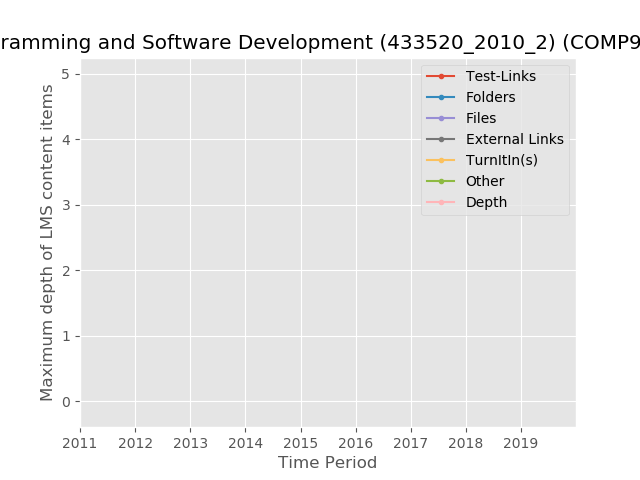 ramming and Software Development (433520_2010_2) (COMP9
5
4
3
2
1
0
Maximum depth of LMS content items
Test-Links
Folders
Files
External Links
TurnItIn(s)
Other
Depth
2011 2012 2013 2014 2015 2016 2017 2018 2019
Time Period